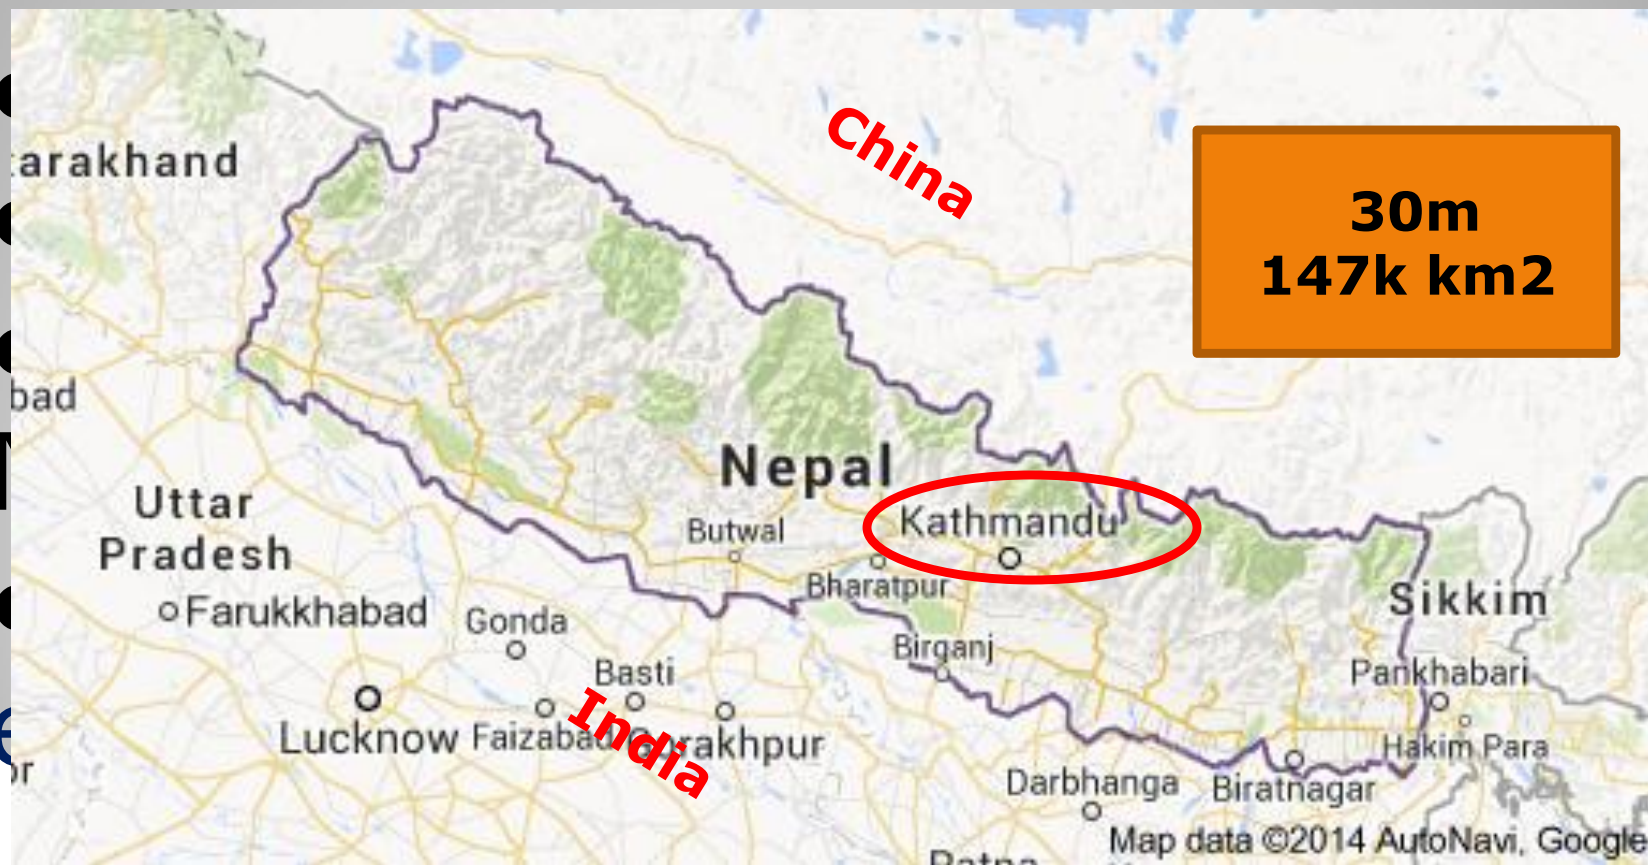 China
arakhand
30m
147k km2
bad
Nepal
Kathmandu
Uttar
Pradesh
Butwal
Bharatpur
Sikkim
Farukkhabad
Gonda
Birganj
Basti
Pankhabari
Lucknow
Faizabad
India
rakhpur
Hakim Para
Darbhanga
Biratnagar
Map data ©2014 AutoNavi, Google